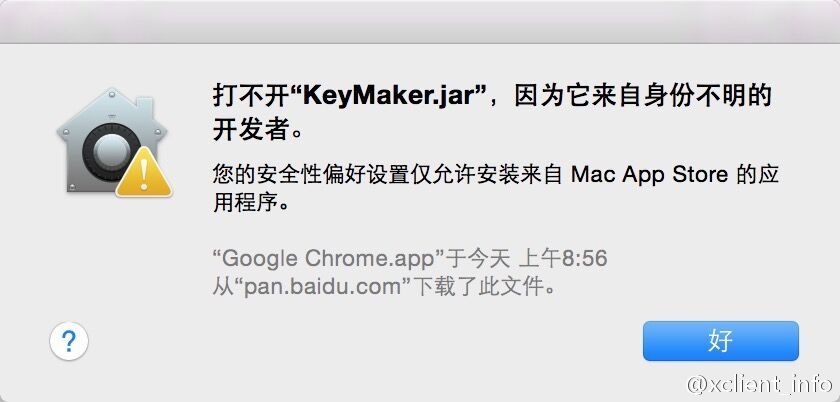 打不开“KeyMaker.jar”，因为它来自身份不明的
开发者。
您的安全性偏好设置仅允许安装来自 Mac App Store 的应
用程序。
“Google Chrome.app”于今天 上午8:56
从“pan.baidu.com”下载了此文件。
?
好
@xclient_info